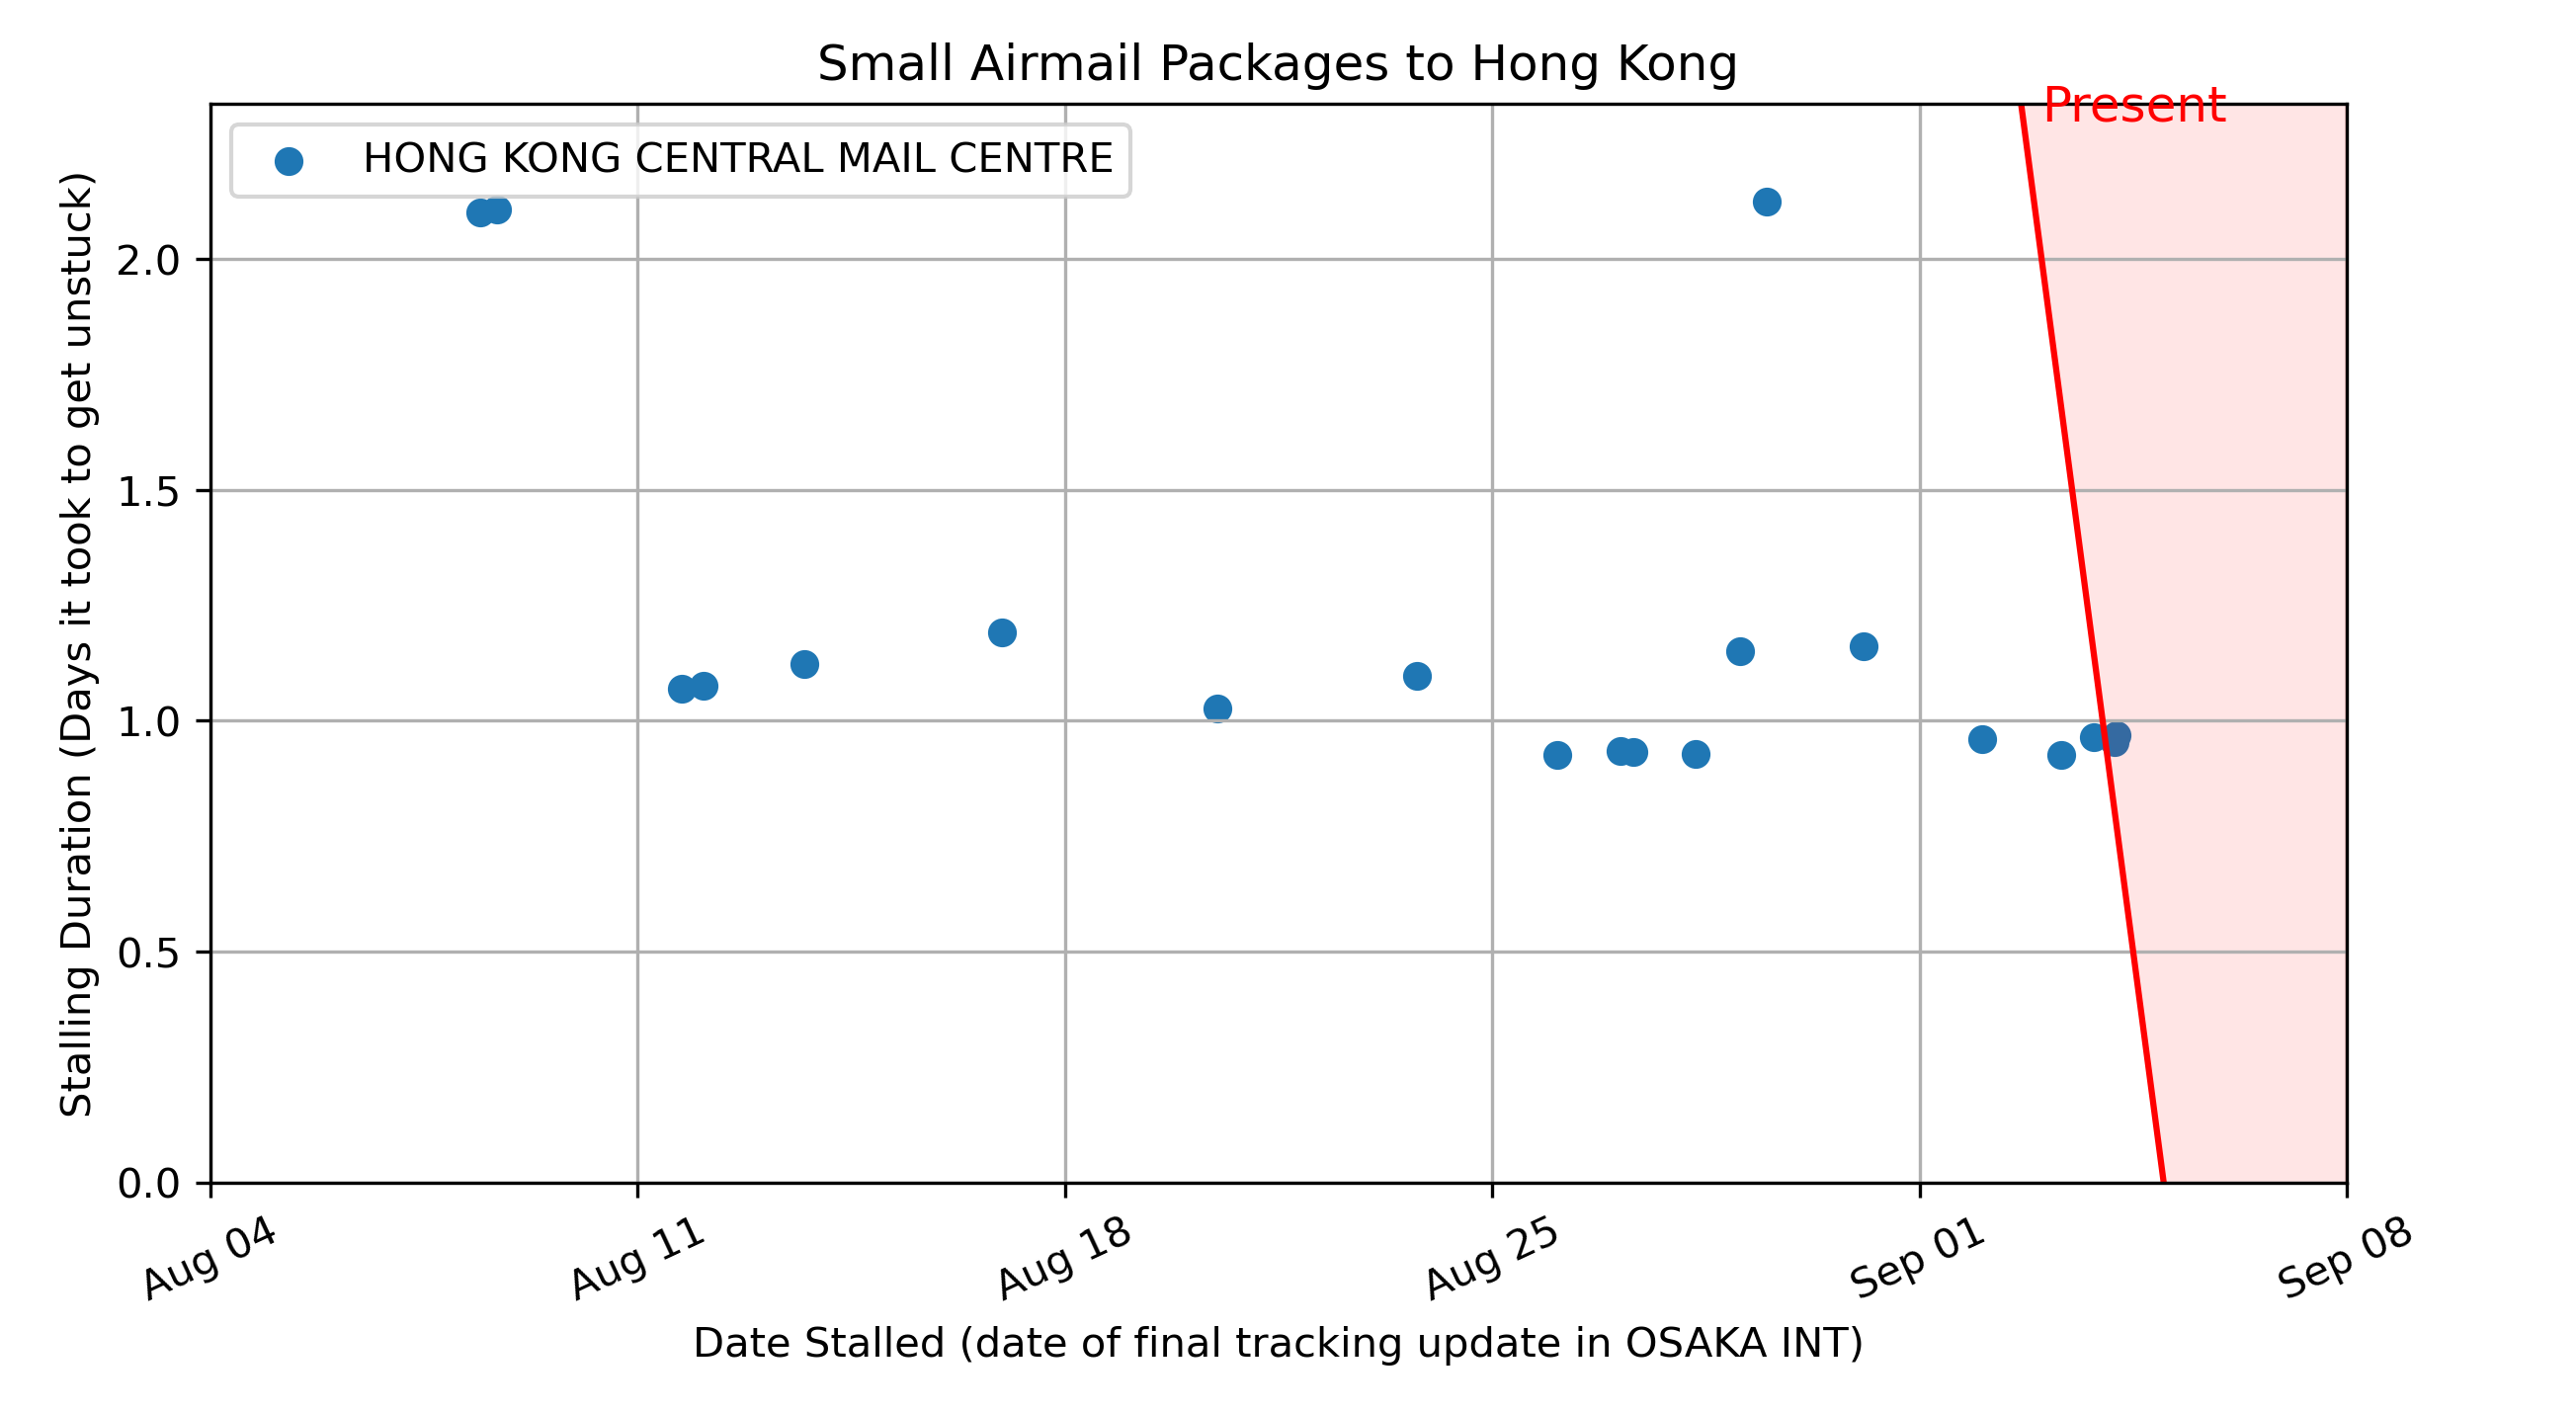 Small Airmail Packages to Hong Kong
Present
HONG KONG CENTRAL MAIL CENTRE
Stalling Duration (Days it took to get unstuck)
2.0
1.5
1.0
0.5
0.0
Aug 04
Aug 11
Aug 18
Aug 25
Sep 01
Sep 08
Date Stalled (date of final tracking update in OSAKA INT)